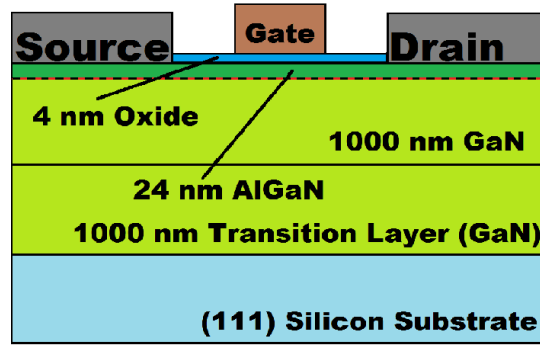 Source
Gate
Drain
4 nm Oxide
1000 nm GaN
24 nm AlGaN
1000 nm Transition Layer (GaN)
(111) Silicon Substrate